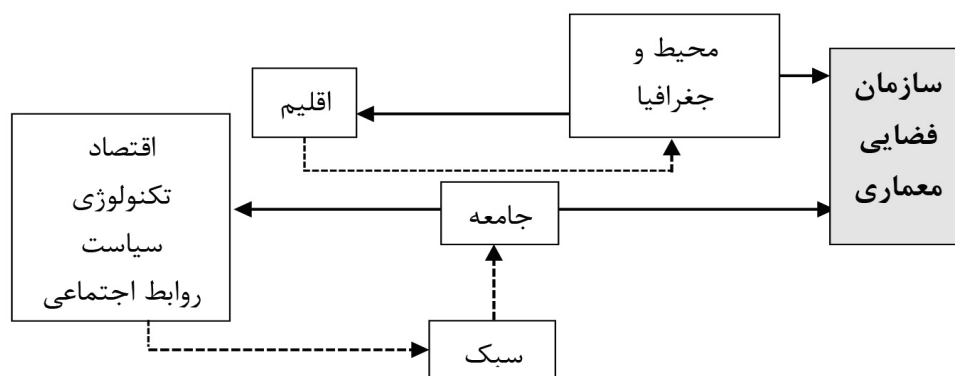 محیط و
جغرافیا
سازمان
فضایی
معماری
اقلیم
جامعه
اقتصاد
تکنولوژی
سیاست
روابط اجتماعی
سبک